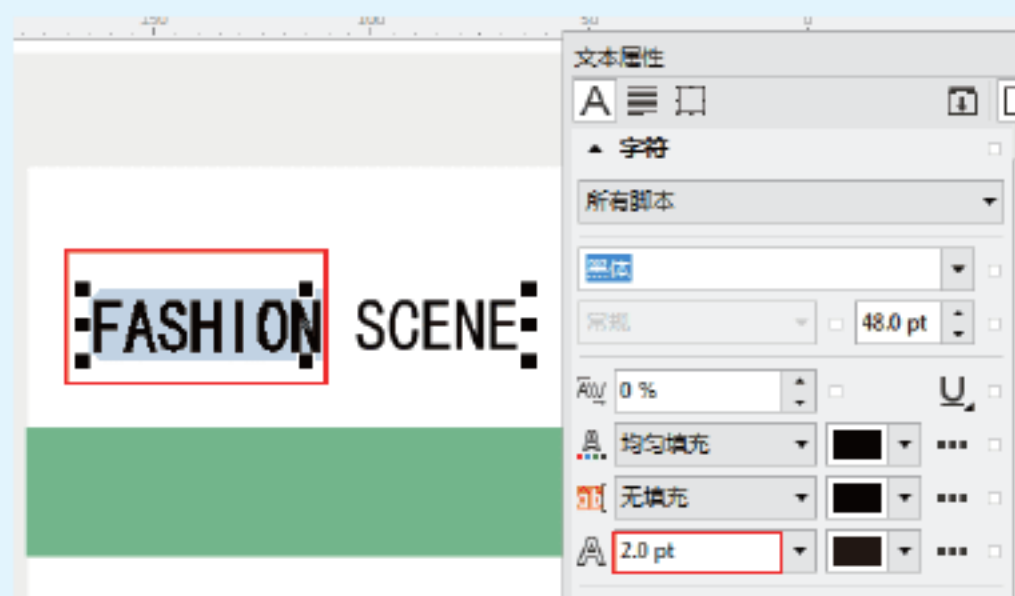 150 100 50 0
文本属性
A
字符
所有脚本
黑体
常规 48.0 pt
FASHION SCENE
0 % U
A 均匀填充
ab 无填充
A 2.0 pt